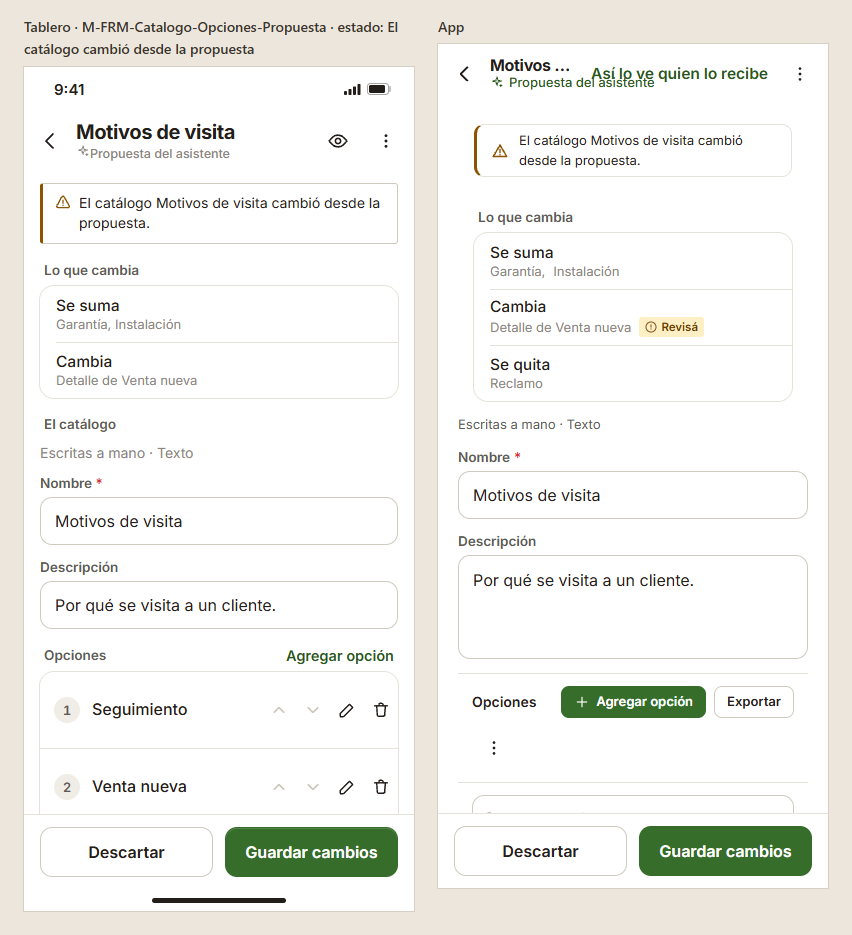 Tablero · M-FRM-Catalogo-Opciones-Propuesta · estado: El
catálogo cambió desde la propuesta
9:41
Motivos de visita
Propuesta del asistente
El catálogo Motivos de visita cambió desde la
propuesta.
Lo que cambia
Se suma
Garantía, Instalación
Cambia
Detalle de Venta nueva
El catálogo
Escritas a mano · Texto
Nombre *
Motivos de visita
Descripción
Por qué se visita a un cliente.
Opciones
Agregar opción
1 Seguimiento
2 Venta nueva
Descartar
Guardar cambios
App
Motivos ...
Así lo ve quien lo recibe
Propuesta del asistente
El catálogo Motivos de visita cambió
desde la propuesta.
Lo que cambia
Se suma
Garantía, Instalación
Cambia
Detalle de Venta nueva
Revisá
Se quita
Reclamo
Escritas a mano · Texto
Nombre *
Motivos de visita
Descripción
Por qué se visita a un cliente.
Opciones
+ Agregar opción
Exportar
Descartar
Guardar cambios